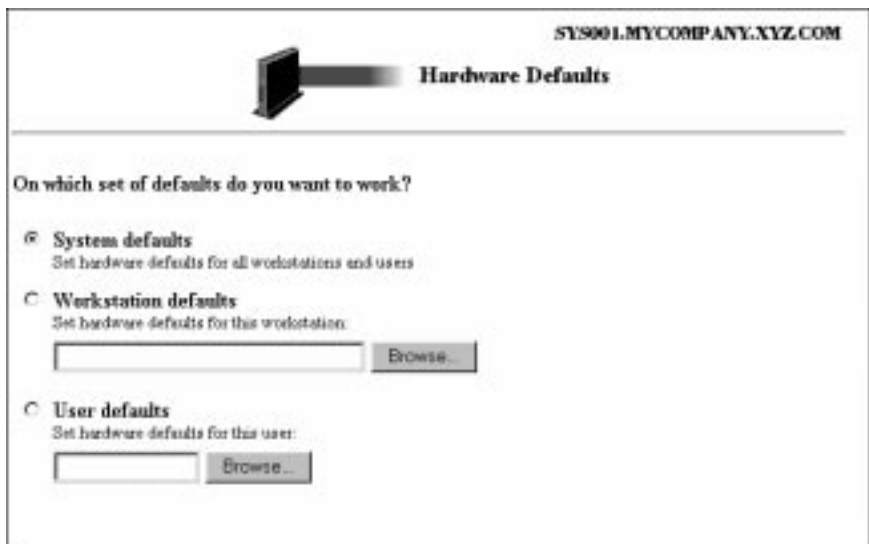 SYS001.MYCOMPANY.XYZ.COM
Hardware Defaults
On which set of defaults do you want to work?
System defaults
Set hardware defaults for all workstations and users
Workstation defaults
Set hardware defaults for this workstation:
Browse...
User defaults
Set hardware defaults for this user:
Browse...